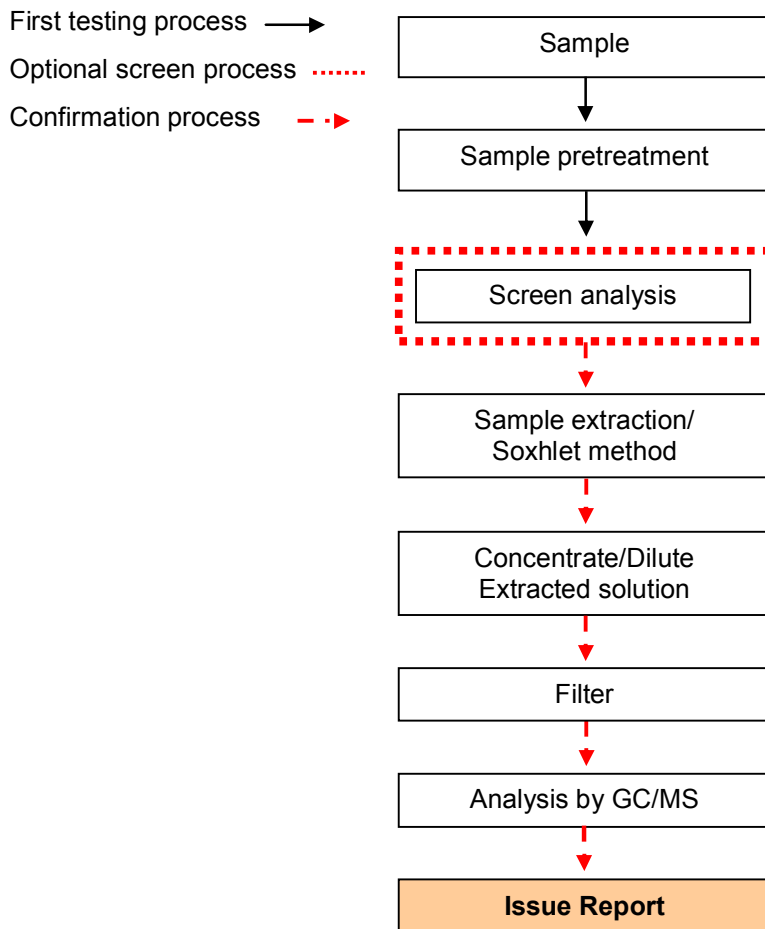 First testing process
Optional screen process
Confirmation process
Sample
Sample pretreatment
Screen analysis
Sample extraction/
Soxhlet method
Concentrate/Dilute
Extracted solution
Filter
Analysis by GC/MS
Issue Report